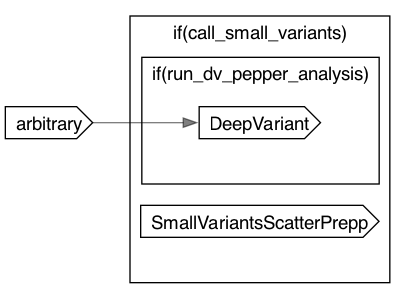 if(call_small_variants)
if(run_dv_pepper_analysis)
arbitrary
DeepVariant
SmallVariantsScatterPrepp